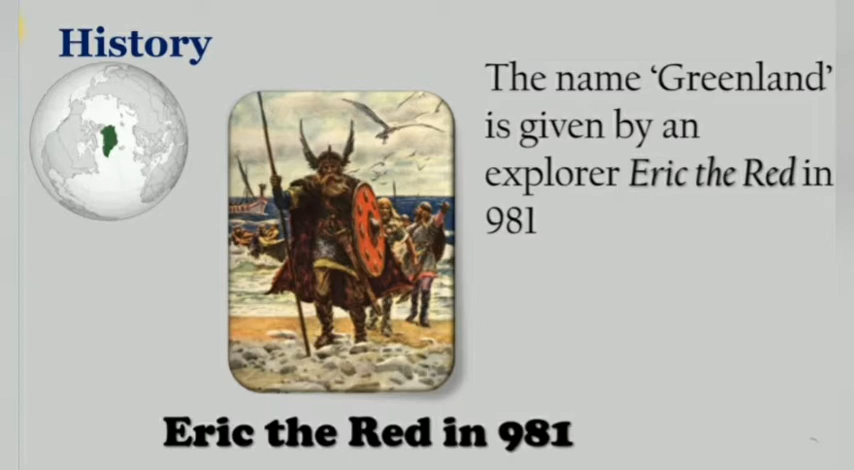 History
The name ‘Greenland’
is given by an
explorer Eric the Red in
981
Eric the Red in 981